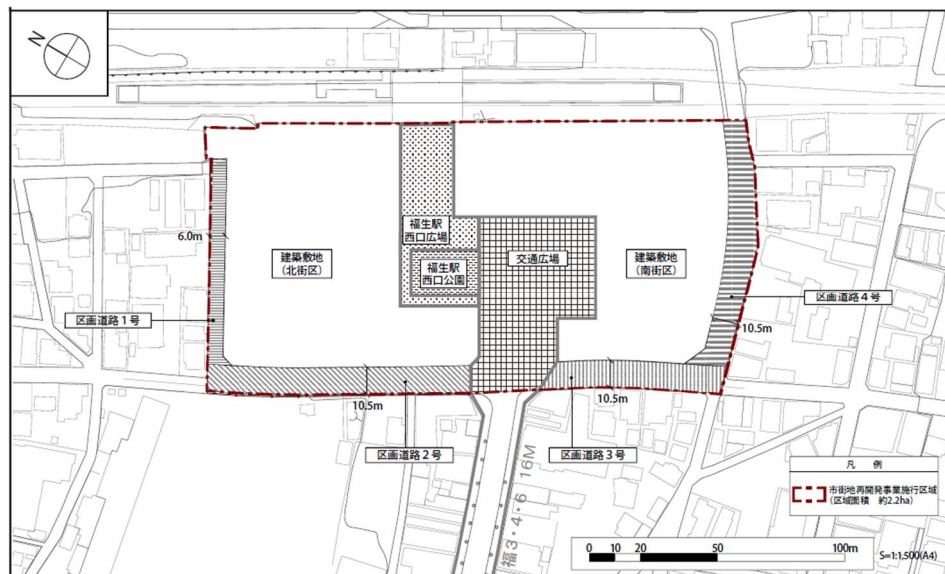 N
福生駅
西口広場
6.0m
建築敷地
(北街区)
福生駅
西口公園
交通広場
建築敷地
(南街区)
区画道路1号
区画道路4号
10.5m
10.5m
10.5m
区画道路2号
区画道路3号
福3・4・6 16M
凡 例
市街地再開発事業施行区域
(区域面積 約2.2ha)
0 10 20 50 100m
S=1:1,500(A4)